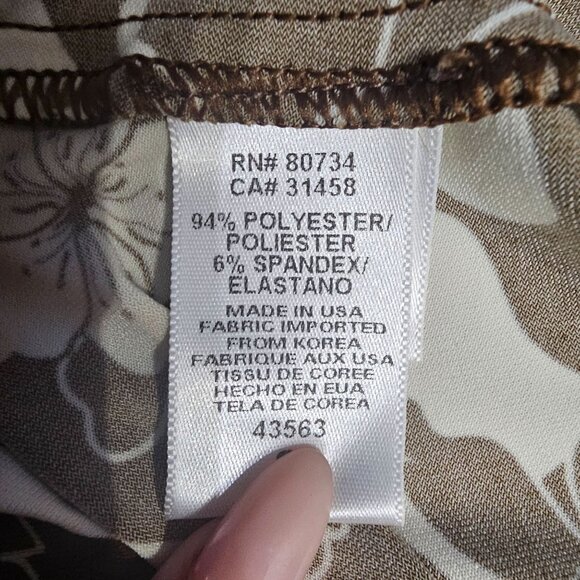 RN# 80734
CA# 31458
94% POLYESTER/
POLIESTER
6% SPANDEX/
ELASTANO
MADE IN USA
FABRIC IMPORTED
FROM KOREA
FABRIQUE AUX USA
TISSU DE COREE
HECHO EN EUA
TELA DE COREA
43563